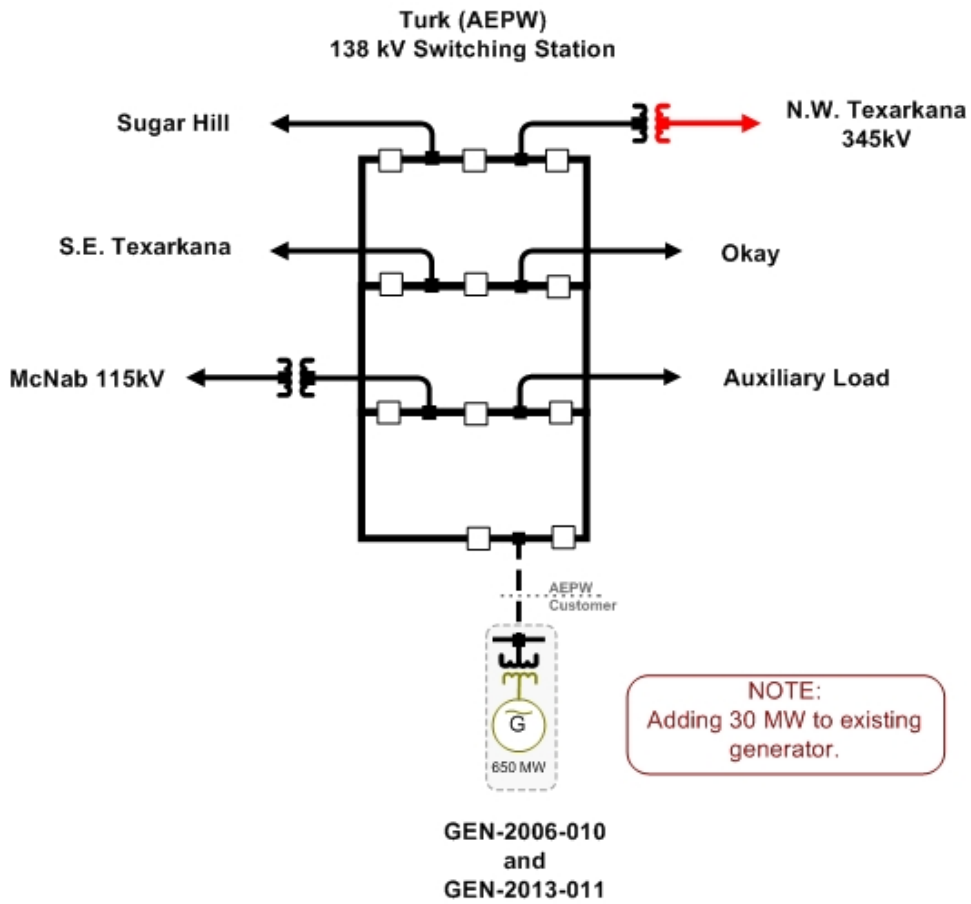 Turk (AEPW)
138 kV Switching Station
Sugar Hill
N.W. Texarkana
345kV
S.E. Texarkana
Okay
McNab 115kV
Auxiliary Load
AEPW
Customer
G
650 MW
NOTE:
Adding 30 MW to existing
generator.
GEN-2006-010
and
GEN-2013-011